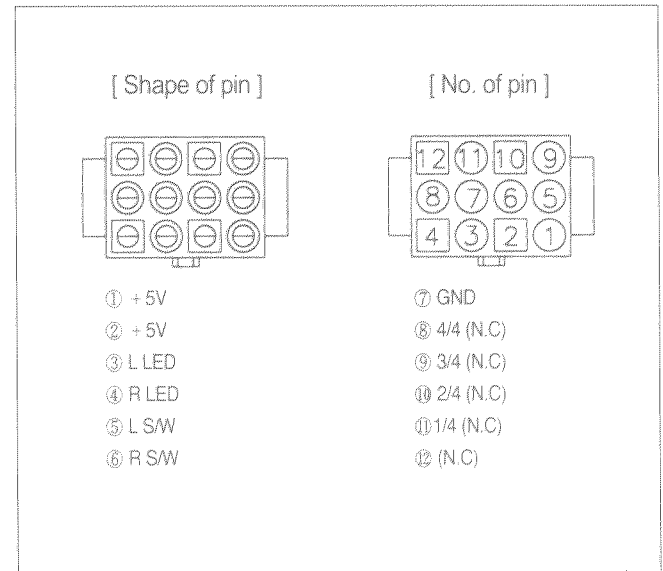 [ Shape of pin ]
[ No. of pin ]
12 11 10 9
8 7 6 5
4 3 2 1
① + 5V
② + 5V
③ L LED
④ R LED
⑤ L S/W
⑥ R S/W
⑦ GND
⑧ 4/4 (N.C)
⑨ 3/4 (N.C)
⑩ 2/4 (N.C)
⑪ 1/4 (N.C)
⑫ (N.C)